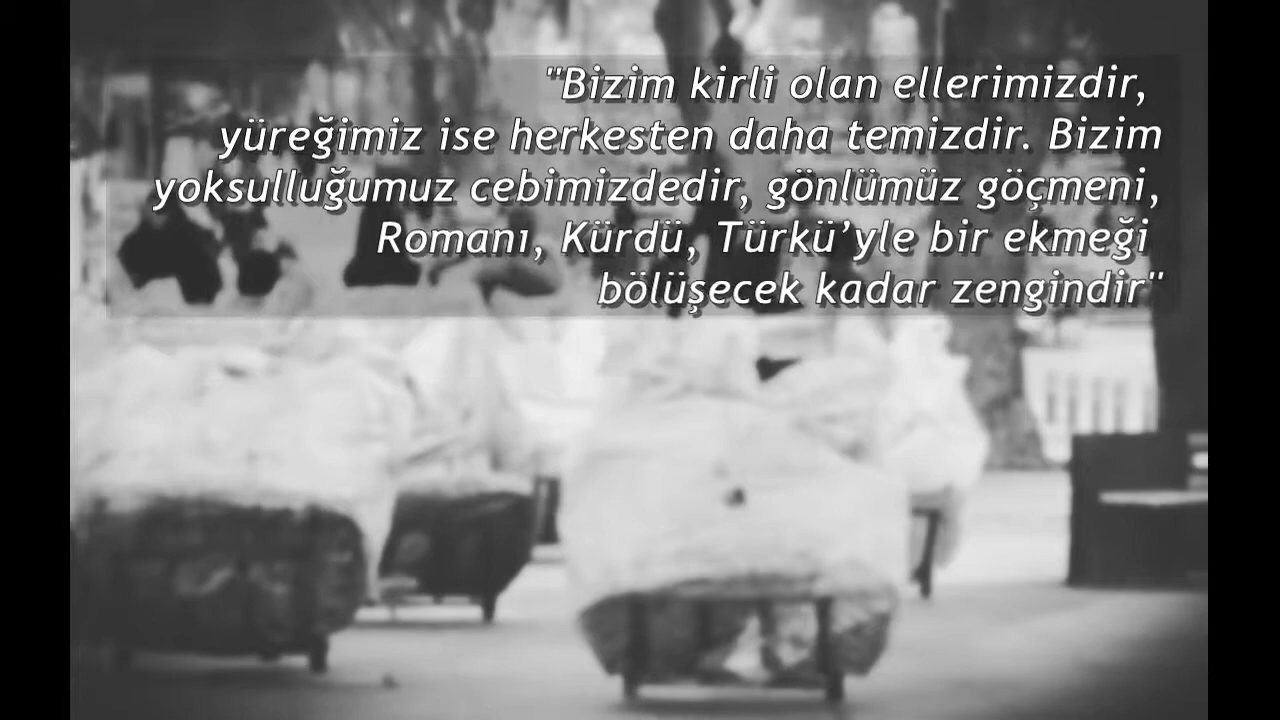 "Bizim kirli olan ellerimizdir,
yüreğimiz ise herkesten daha temizdir. Bizim
yoksulluğumuz cebimizdedir, gönlümüz göçmeni,
Romanı, Kürdü, Türkü’yle bir ekmeği
bölüşecek kadar zengindir"